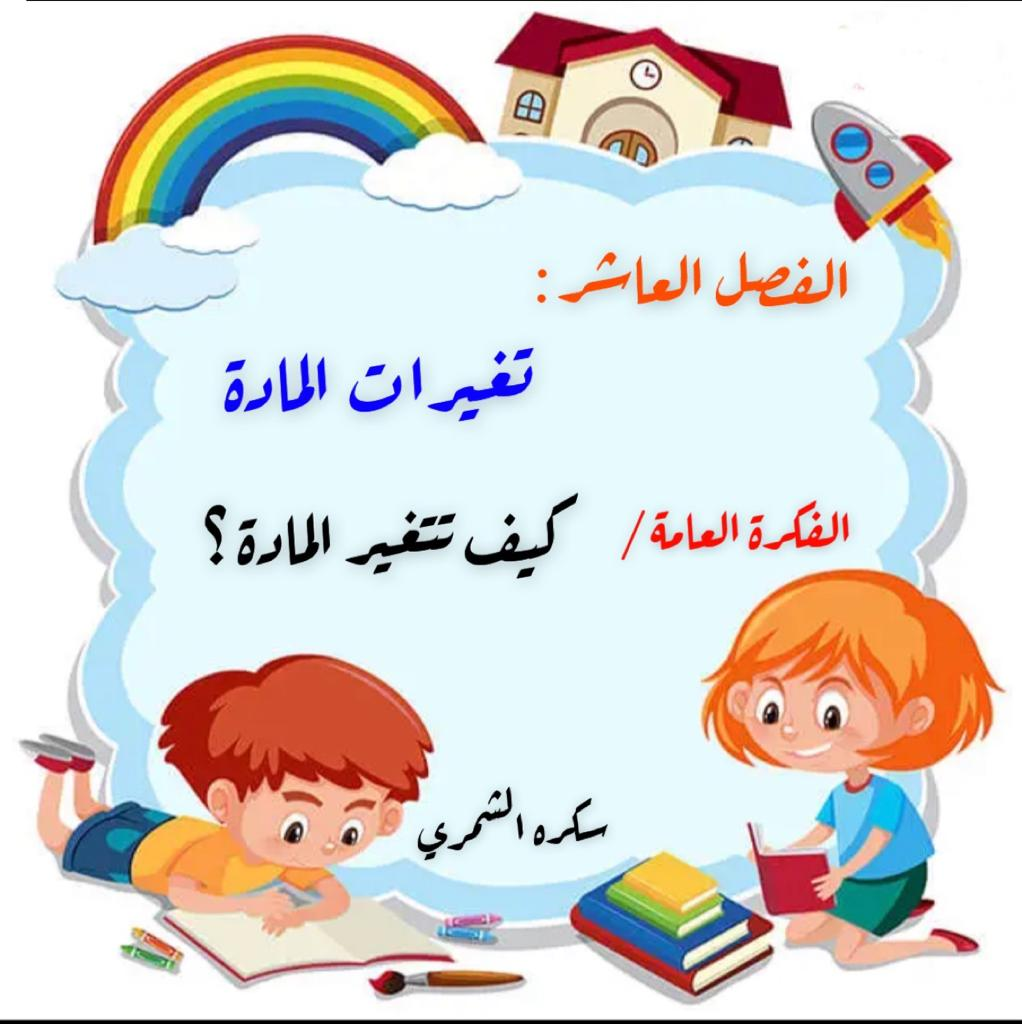 الفصل العاشر :
تغيرات المادة
الفكرة العامة / كيف تتغير المادة؟
سكره الشمري